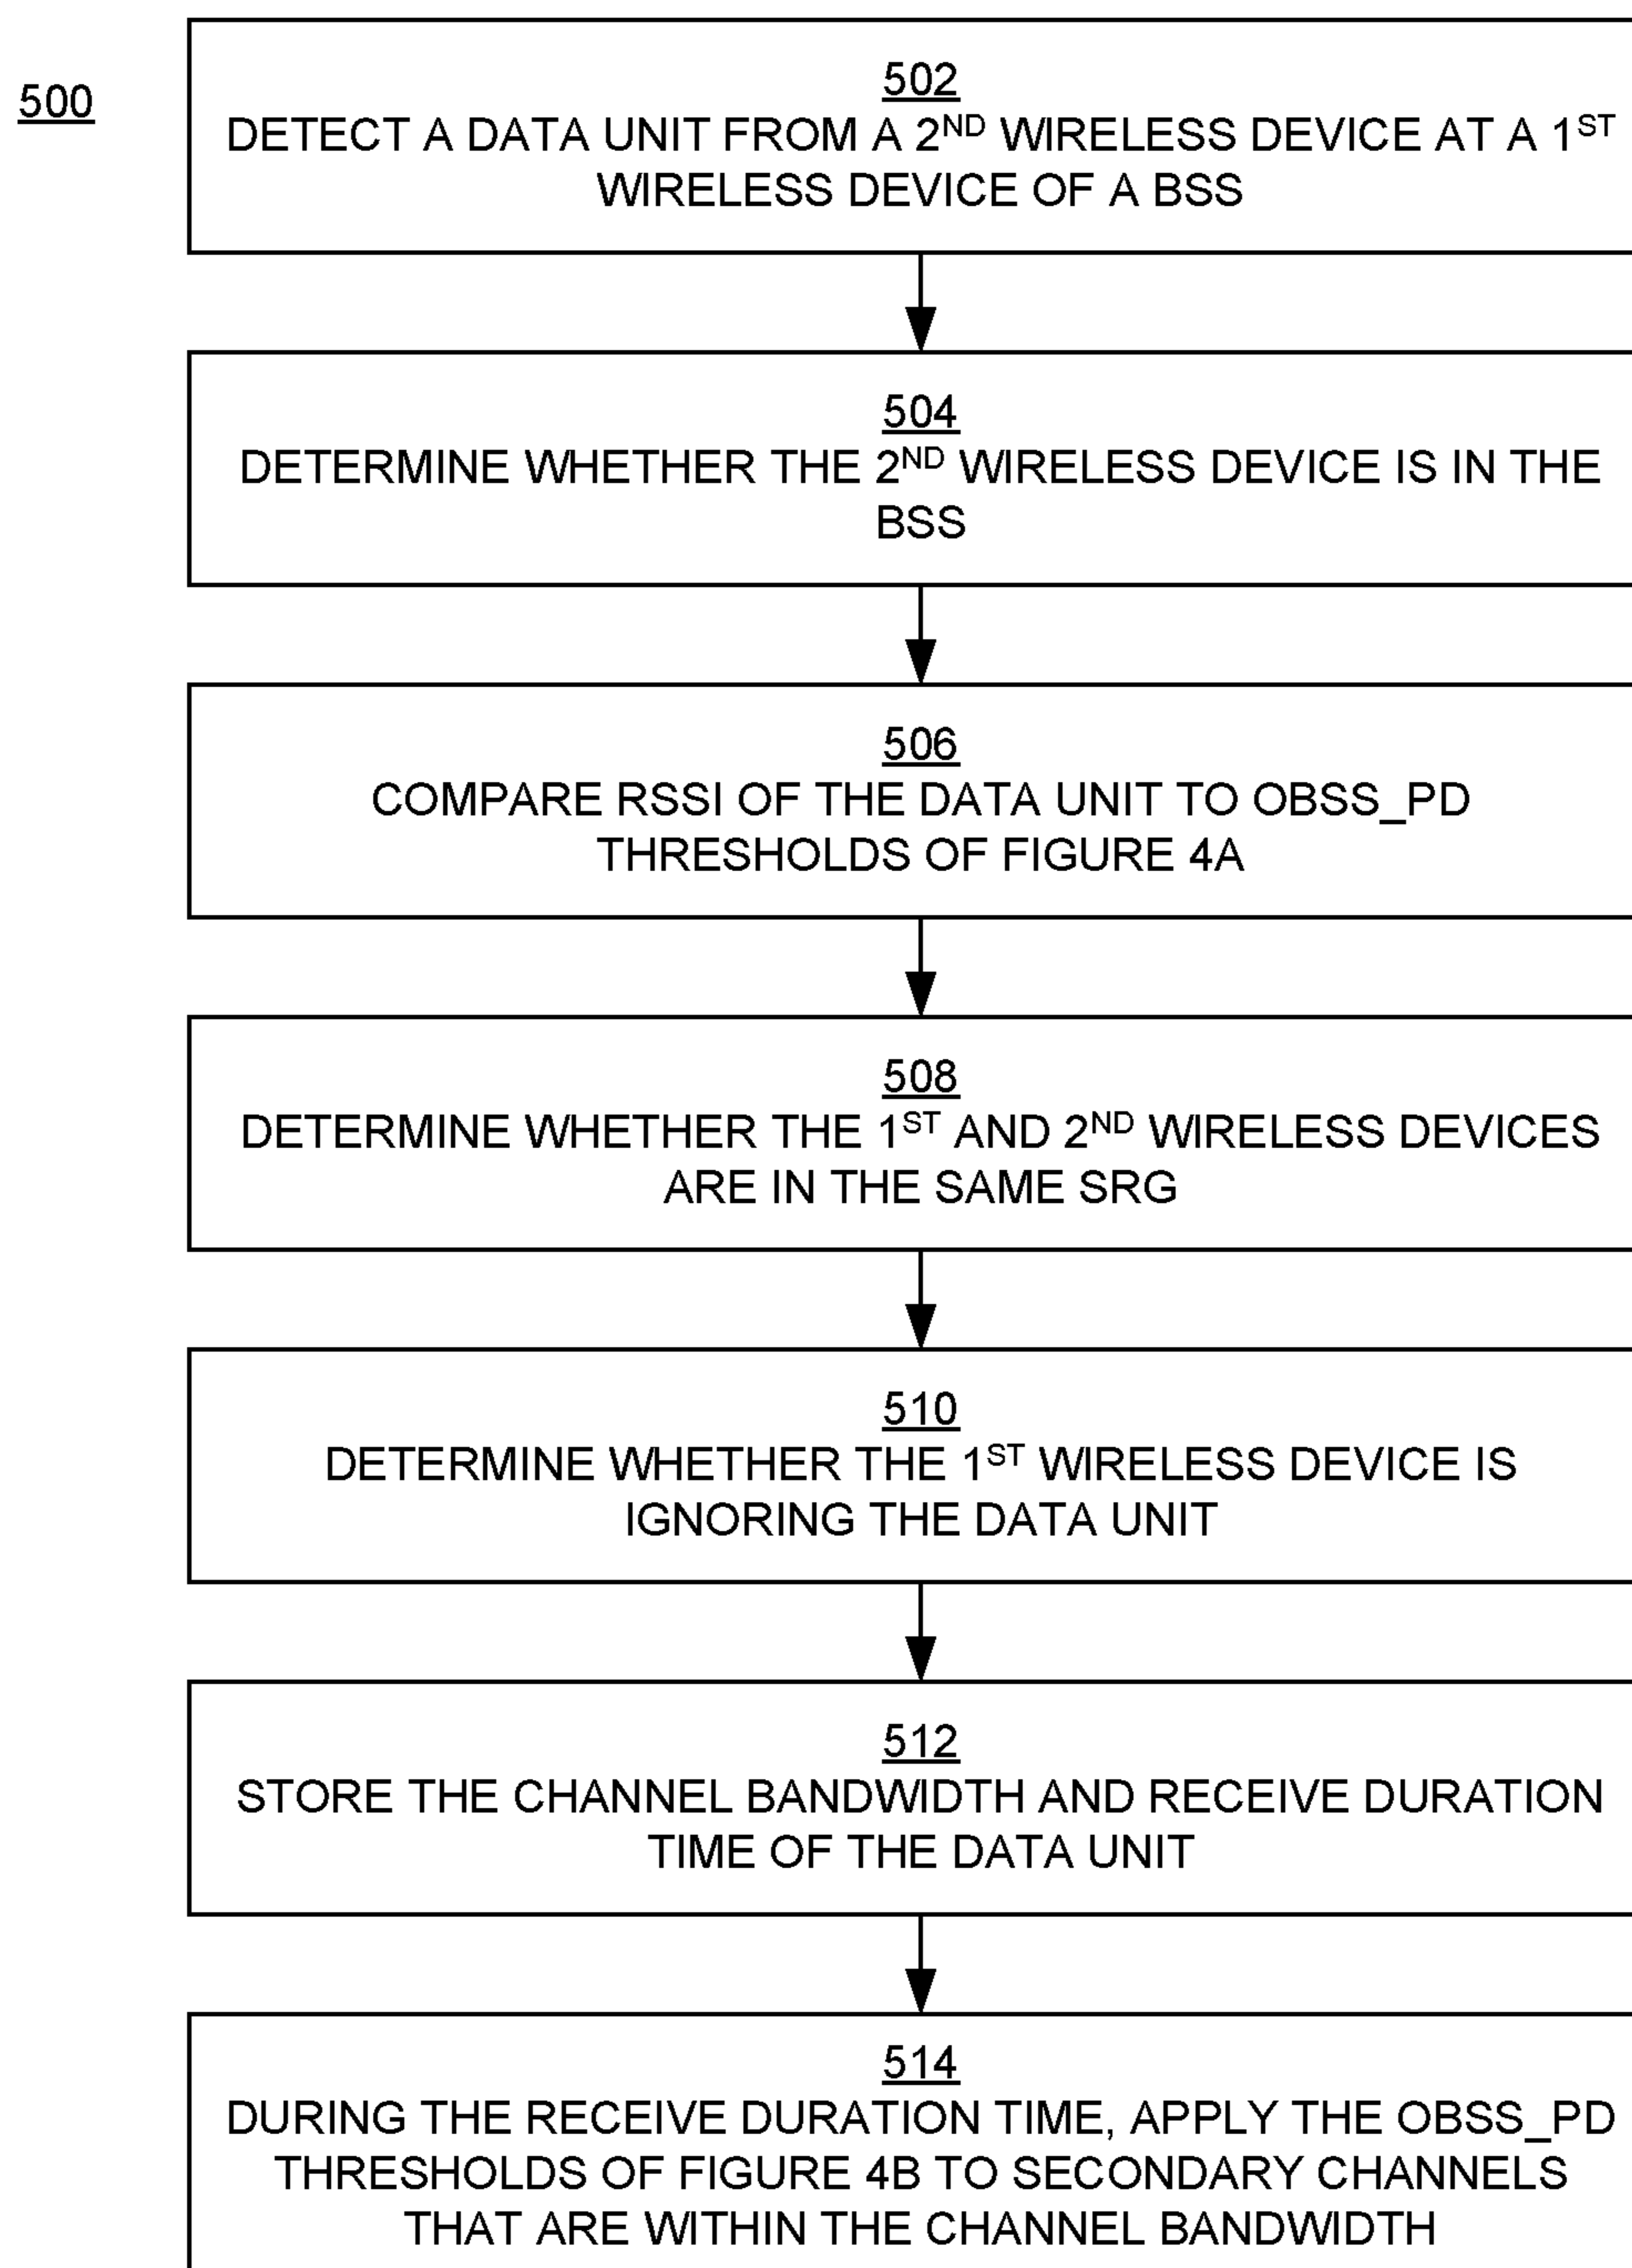 500
502
DETECT A DATA UNIT FROM A 2ND WIRELESS DEVICE AT A 1ST
WIRELESS DEVICE OF A BSS
504
DETERMINE WHETHER THE 2ND WIRELESS DEVICE IS IN THE
BSS
506
COMPARE RSSI OF THE DATA UNIT TO OBSS_PD
THRESHOLDS OF FIGURE 4A
508
DETERMINE WHETHER THE 1ST AND 2ND WIRELESS DEVICES
ARE IN THE SAME SRG
510
DETERMINE WHETHER THE 1ST WIRELESS DEVICE IS
IGNORING THE DATA UNIT
512
STORE THE CHANNEL BANDWIDTH AND RECEIVE DURATION
TIME OF THE DATA UNIT
514
DURING THE RECEIVE DURATION TIME, APPLY THE OBSS_PD
THRESHOLDS OF FIGURE 4B TO SECONDARY CHANNELS
THAT ARE WITHIN THE CHANNEL BANDWIDTH